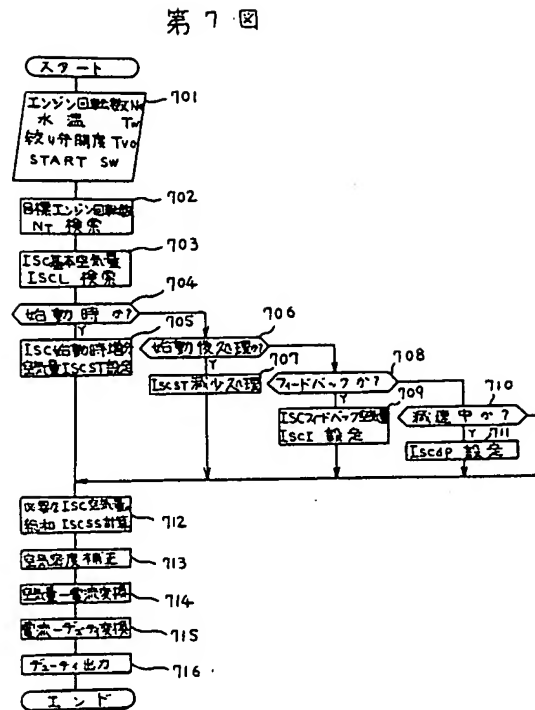 第7図
スタート
エンジン回転数Ne
水温 Tw
絞り弁開度 TVO
START SW
701
702
目標エンジン回転数
NT 検索
703
ISC基本空気量
ISCL 検索
704
始動時か?
Y
705
ISC始動時増分
空気量ISCST設定
706
始動後処理か?
Y
707
ISCST減少処理
708
フィードバックか?
Y
709
ISCフィードバック空気量
ISCI 設定
710
減速中か?
Y
711
ISCdp 設定
必要なISC空気量
総和 ISCSS計算
712
空気密度補正
713
空気量−電流変換
714
電流−デューティ変換
715
デューティ出力
716
エンド